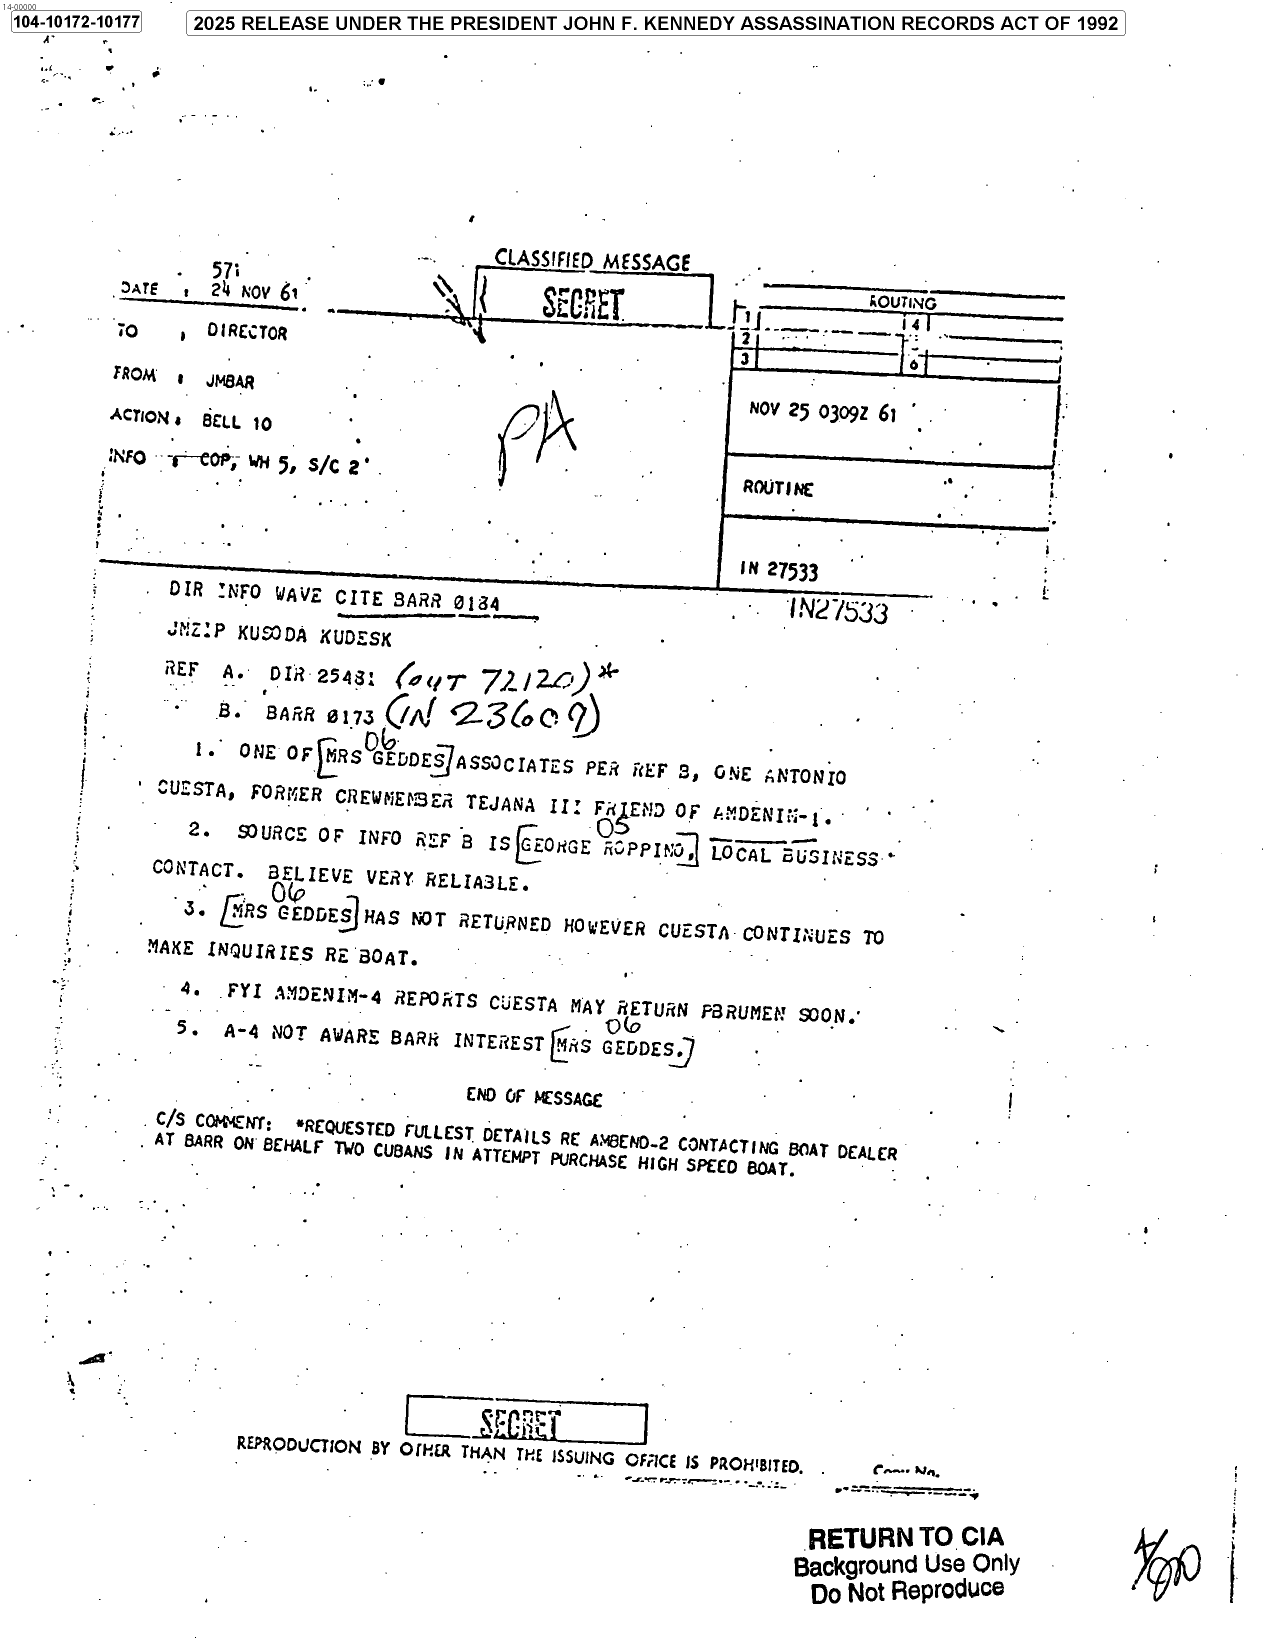 14-00000
104-10172-10177
2025 RELEASE UNDER THE PRESIDENT JOHN F. KENNEDY ASSASSINATION RECORDS ACT OF 1992
CLASSIFIED MESSAGE
571
DATE : 24 NOV 61
SECRET
ROUTING
1 4
2
3 6
TO : DIRECTOR
FROM : JMBAR
ACTION: BELL 10
INFO : COP, WH 5, S/C 2
PA
NOV 25 0309Z 61
ROUTINE
IN 27533
IN27533
DIR INFO WAVE CITE BARR 0184
JMZIP KUSODA KUDESK
REF A. DIR 25481 (OUT 72120)*
B. BARR 0173 (IN 23609)
06
1. ONE OF [MRS GEDDES] ASSOCIATES PER REF B, ONE ANTONIO
CUESTA, FORMER CREWMEMBER TEJANA III FRIEND OF AMDENIM-1.
05
2. SOURCE OF INFO REF B IS [GEORGE ROPPINO,] LOCAL BUSINESS
CONTACT. BELIEVE VERY RELIABLE.
06
3. [MRS GEDDES] HAS NOT RETURNED HOWEVER CUESTA CONTINUES TO
MAKE INQUIRIES RE BOAT.
4. FYI AMDENIM-4 REPORTS CUESTA MAY RETURN PBRUMEN SOON.
06
5. A-4 NOT AWARE BARR INTEREST [MRS GEDDES.]
END OF MESSAGE
C/S COMMENT: *REQUESTED FULLEST DETAILS RE AMBEND-2 CONTACTING BOAT DEALER
AT BARR ON BEHALF TWO CUBANS IN ATTEMPT PURCHASE HIGH SPEED BOAT.
SECRET
REPRODUCTION BY OTHER THAN THE ISSUING OFFICE IS PROHIBITED.
Copy No.
RETURN TO CIA
Background Use Only
Do Not Reproduce